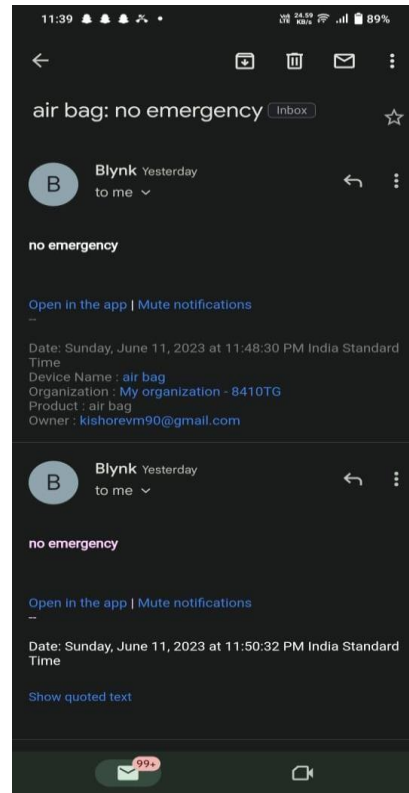 11:39 VoD LTE 24.59 KB/s 89%
air bag: no emergency Inbox
B Blynk Yesterday
to me
no emergency
Open in the app | Mute notifications
--
Date: Sunday, June 11, 2023 at 11:48:30 PM India Standard
Time
Device Name : air bag
Organization : My organization - 8410TG
Product : air bag
Owner : kishorevm90@gmail.com
B Blynk Yesterday
to me
no emergency
Open in the app | Mute notifications
--
Date: Sunday, June 11, 2023 at 11:50:32 PM India Standard
Time
Show quoted text
99+